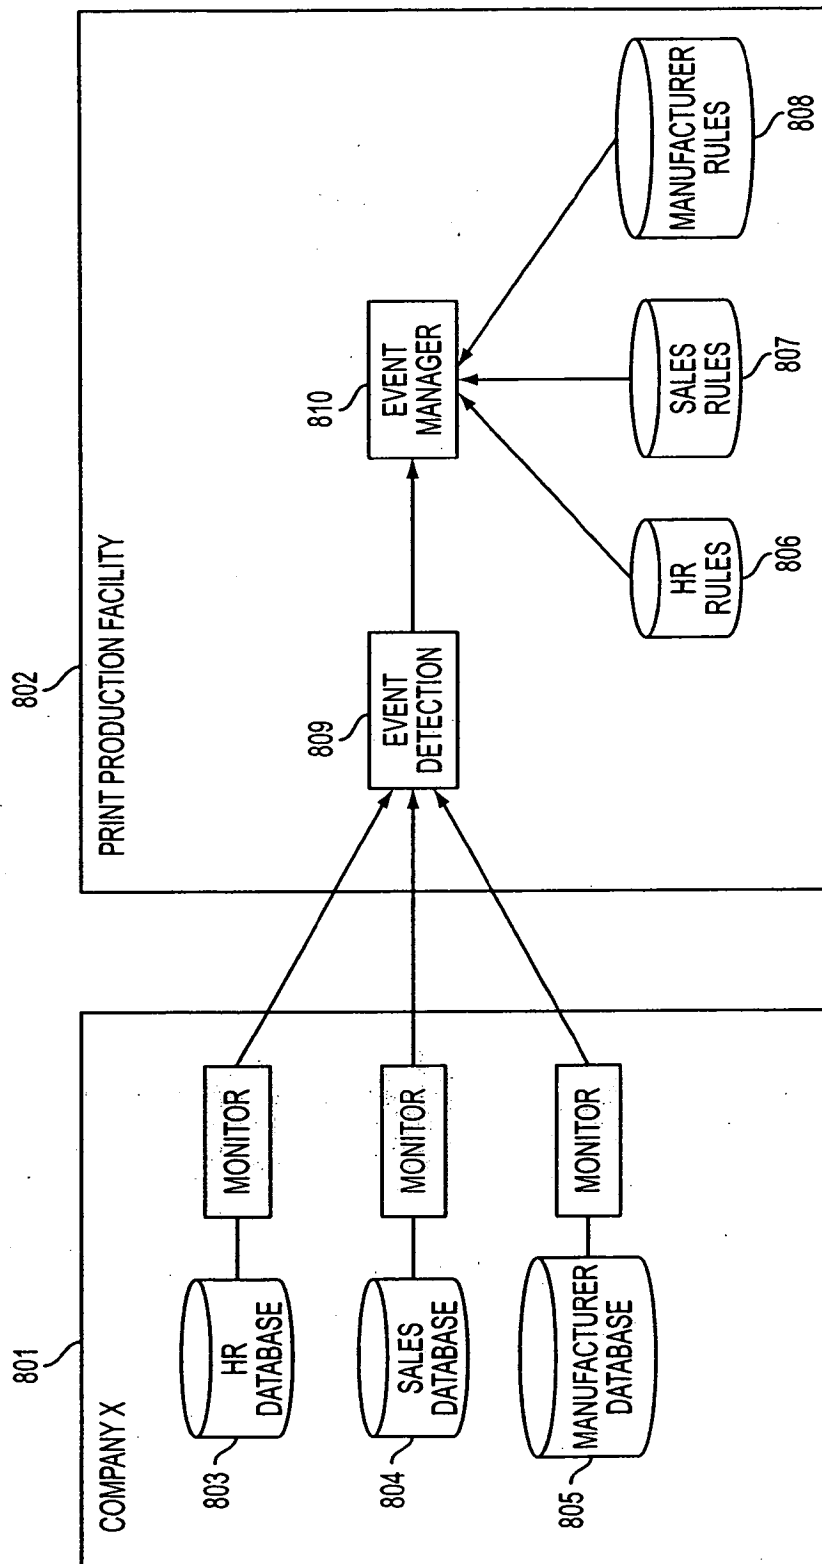 801
COMPANY X
803
HR
DATABASE
MONITOR
804
SALES
DATABASE
MONITOR
805
MANUFACTURER
DATABASE
MONITOR
802
PRINT PRODUCTION FACILITY
809
EVENT
DETECTION
810
EVENT
MANAGER
HR
RULES
806
SALES
RULES
807
MANUFACTURER
RULES
808